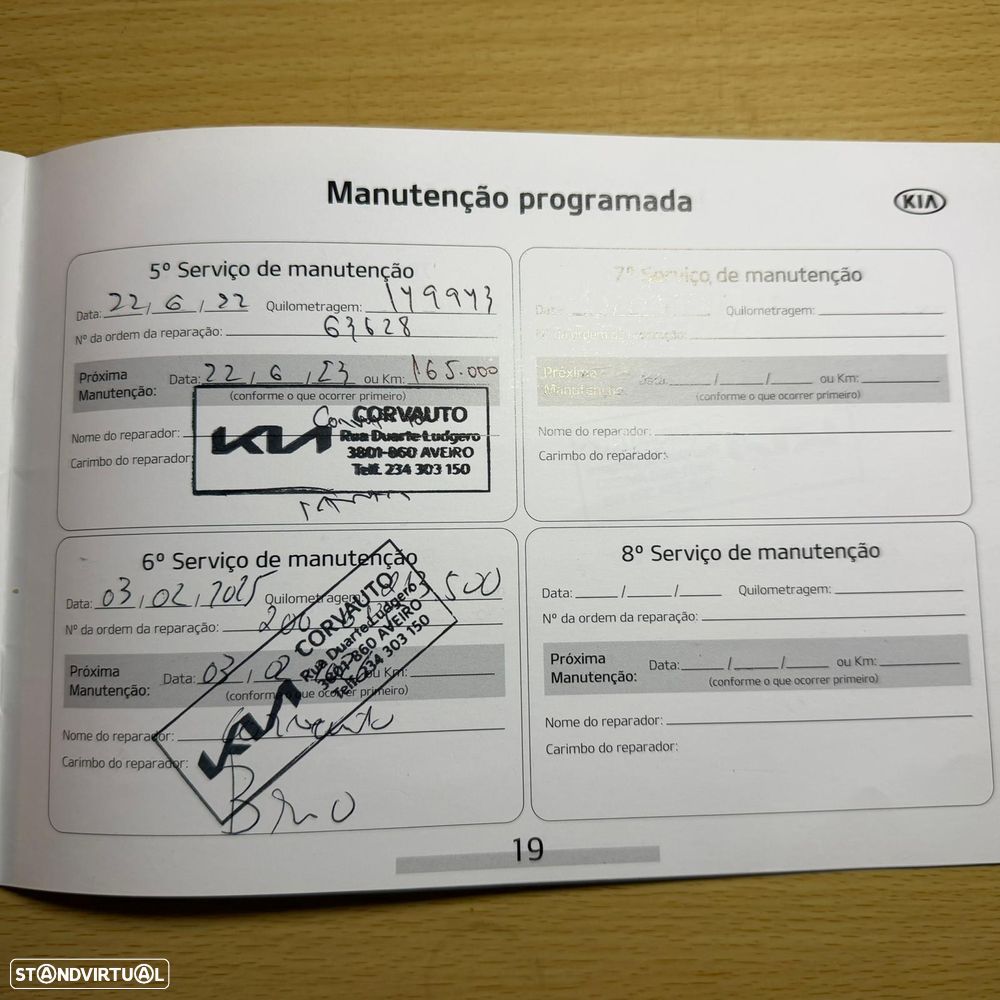 Manutenção programada
KIA
5º Serviço de manutenção
Data: 22/6/22 Quilometragem: 149943
Nº da ordem da reparação: 63628
Próxima Manutenção: Data: 22/6/23 ou Km: 165.000
(conforme o que ocorrer primeiro)
Nome do reparador:
Carimbo do reparador:
KIA
CORVAUTO
Rua Duarte Ludgero
3801-860 AVEIRO
Telf. 234 303 150
6º Serviço de manutenção
Data: 03/02/2025 Quilometragem: 500
Nº da ordem da reparação: 200
Próxima Manutenção: Data: 03/02 ou Km:
(conforme o que ocorrer primeiro)
Nome do reparador: Corvauto
Carimbo do reparador:
KIA
CORVAUTO
Rua Duarte Ludgero
3801-860 AVEIRO
Telf. 234 303 150
7º Serviço de manutenção
Data: Quilometragem:
Nº da ordem da reparação:
Próxima Manutenção: Data: / / ou Km:
(conforme o que ocorrer primeiro)
Nome do reparador:
Carimbo do reparador:
8º Serviço de manutenção
Data: / / Quilometragem:
Nº da ordem da reparação:
Próxima Manutenção: Data: / / ou Km:
(conforme o que ocorrer primeiro)
Nome do reparador:
Carimbo do reparador:
19
STANDVIRTUAL